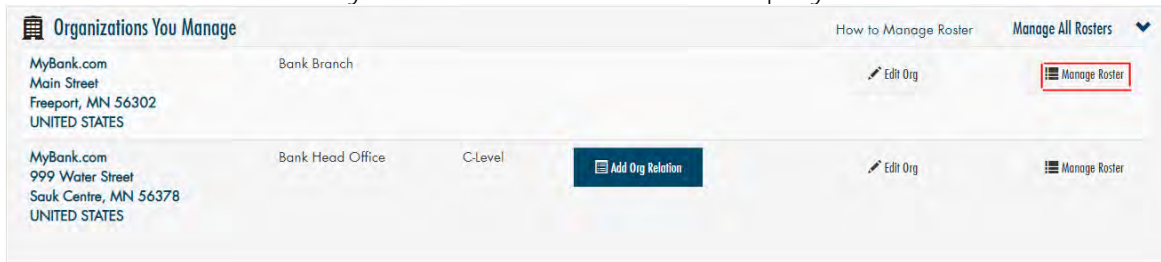 Organizations You Manage
How to Manage Roster
Manage All Rosters
MyBank.com
Main Street
Freeport, MN 56302
UNITED STATES
Bank Branch
Edit Org
Manage Roster
MyBank.com
999 Water Street
Sauk Centre, MN 56378
UNITED STATES
Bank Head Office
C-Level
Add Org Relation
Edit Org
Manage Roster